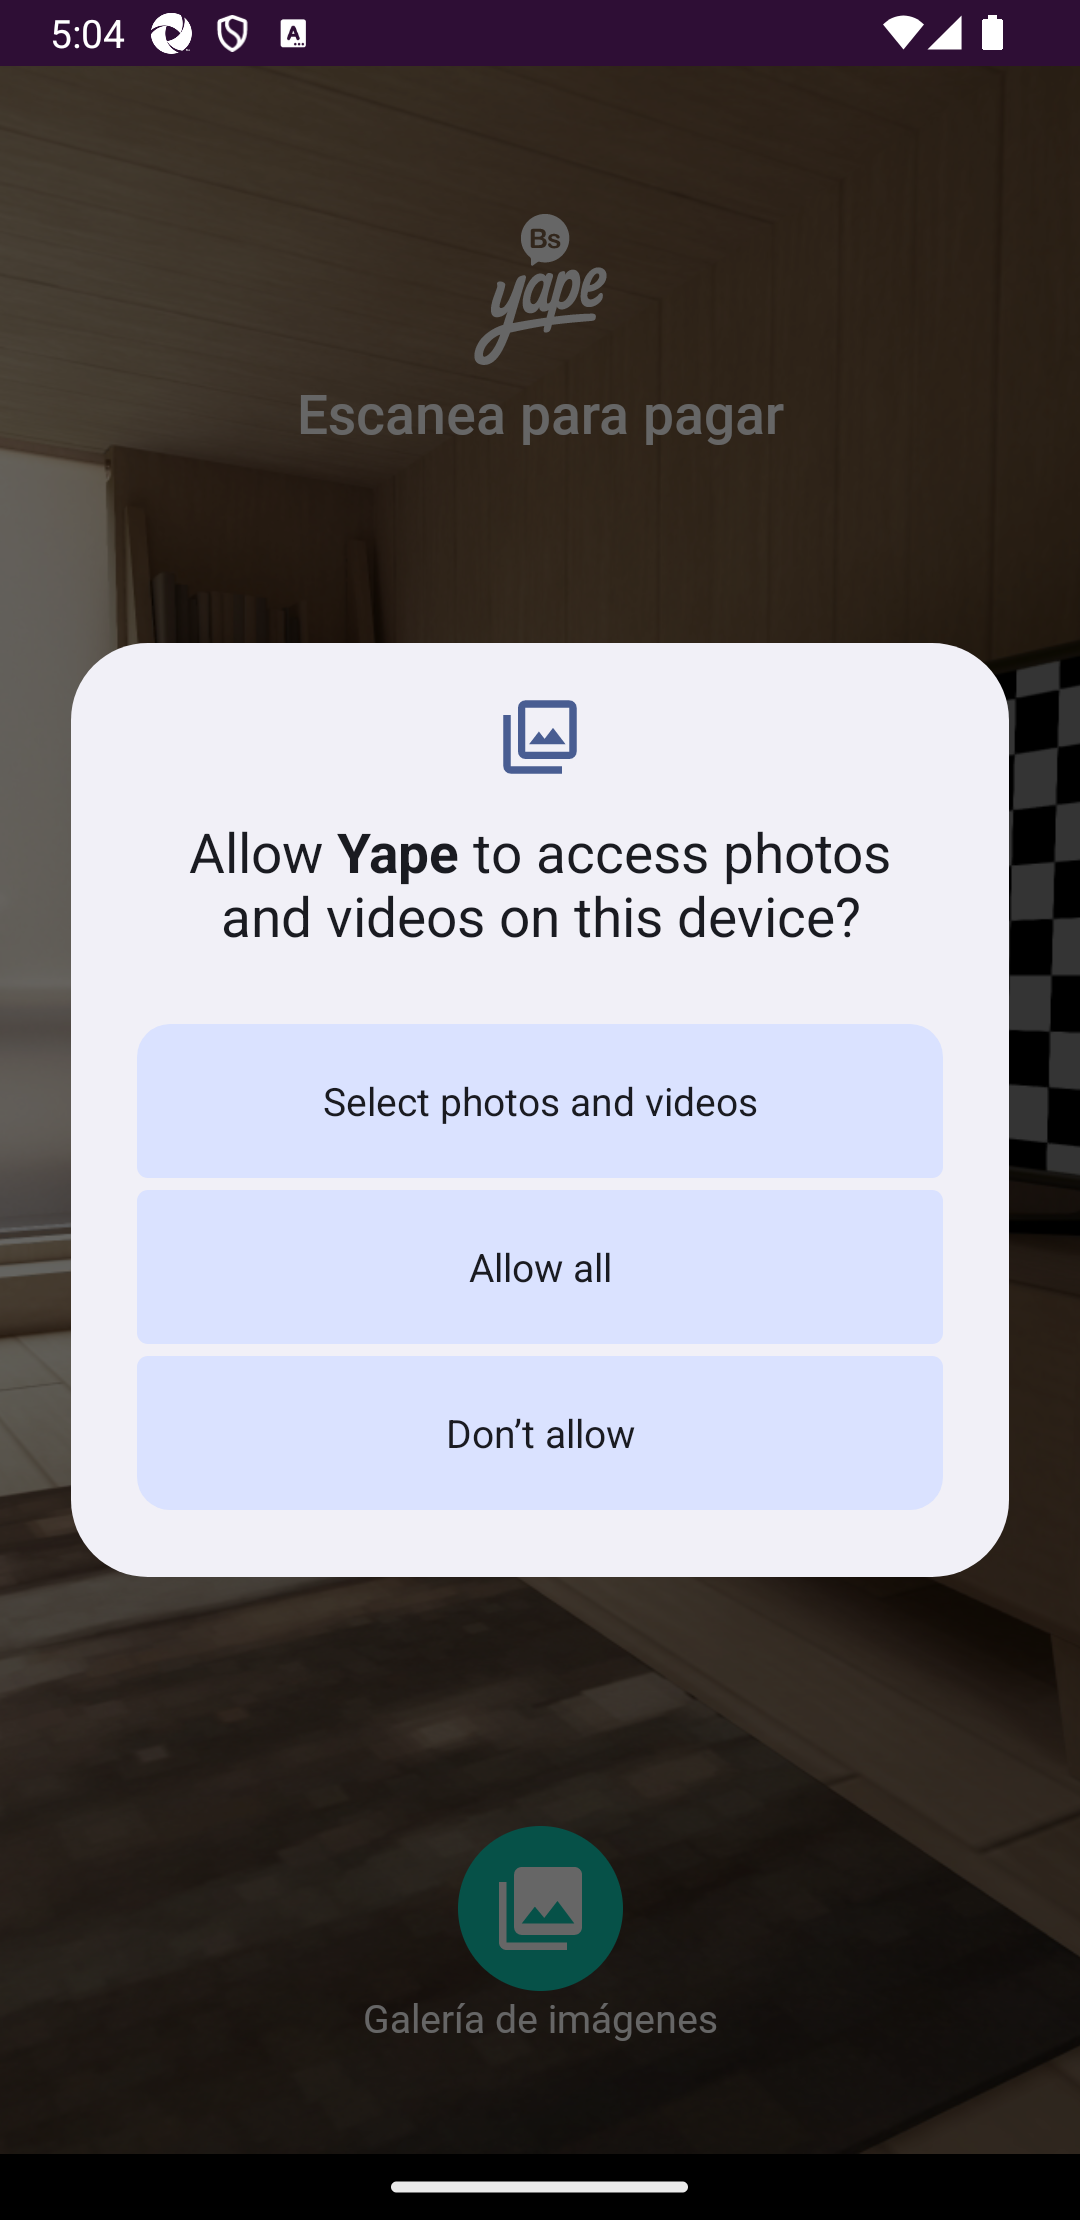 5:04
Bs
yape
Escanea para pagar
Allow Yape to access photos
and videos on this device?
Select photos and videos
Allow all
Don’t allow
Galería de imágenes